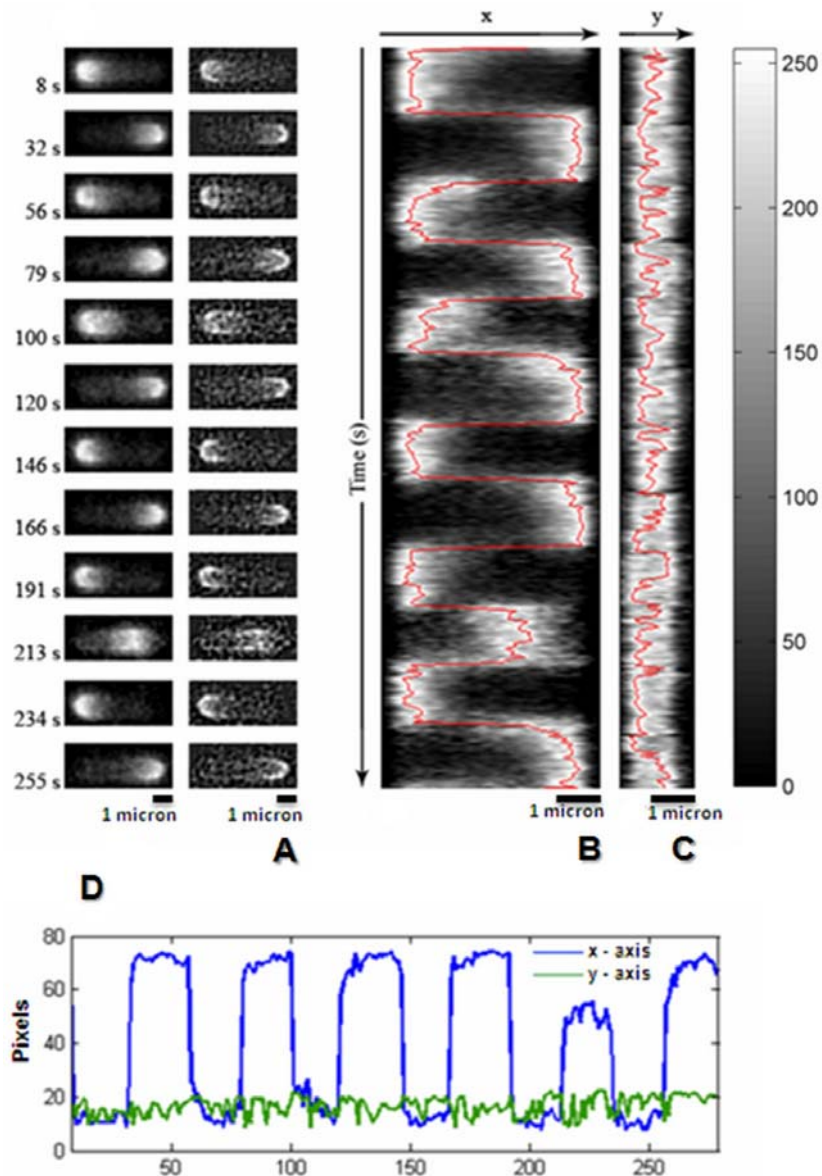 x
y
8 s
32 s
56 s
79 s
100 s
120 s
146 s
166 s
191 s
213 s
234 s
255 s
Time (s)
250
200
150
100
50
0
1 micron
1 micron
1 micron
1 micron
A
B
C
D
80
60
40
20
0
Pixels
x - axis
y - axis
50
100
150
200
250